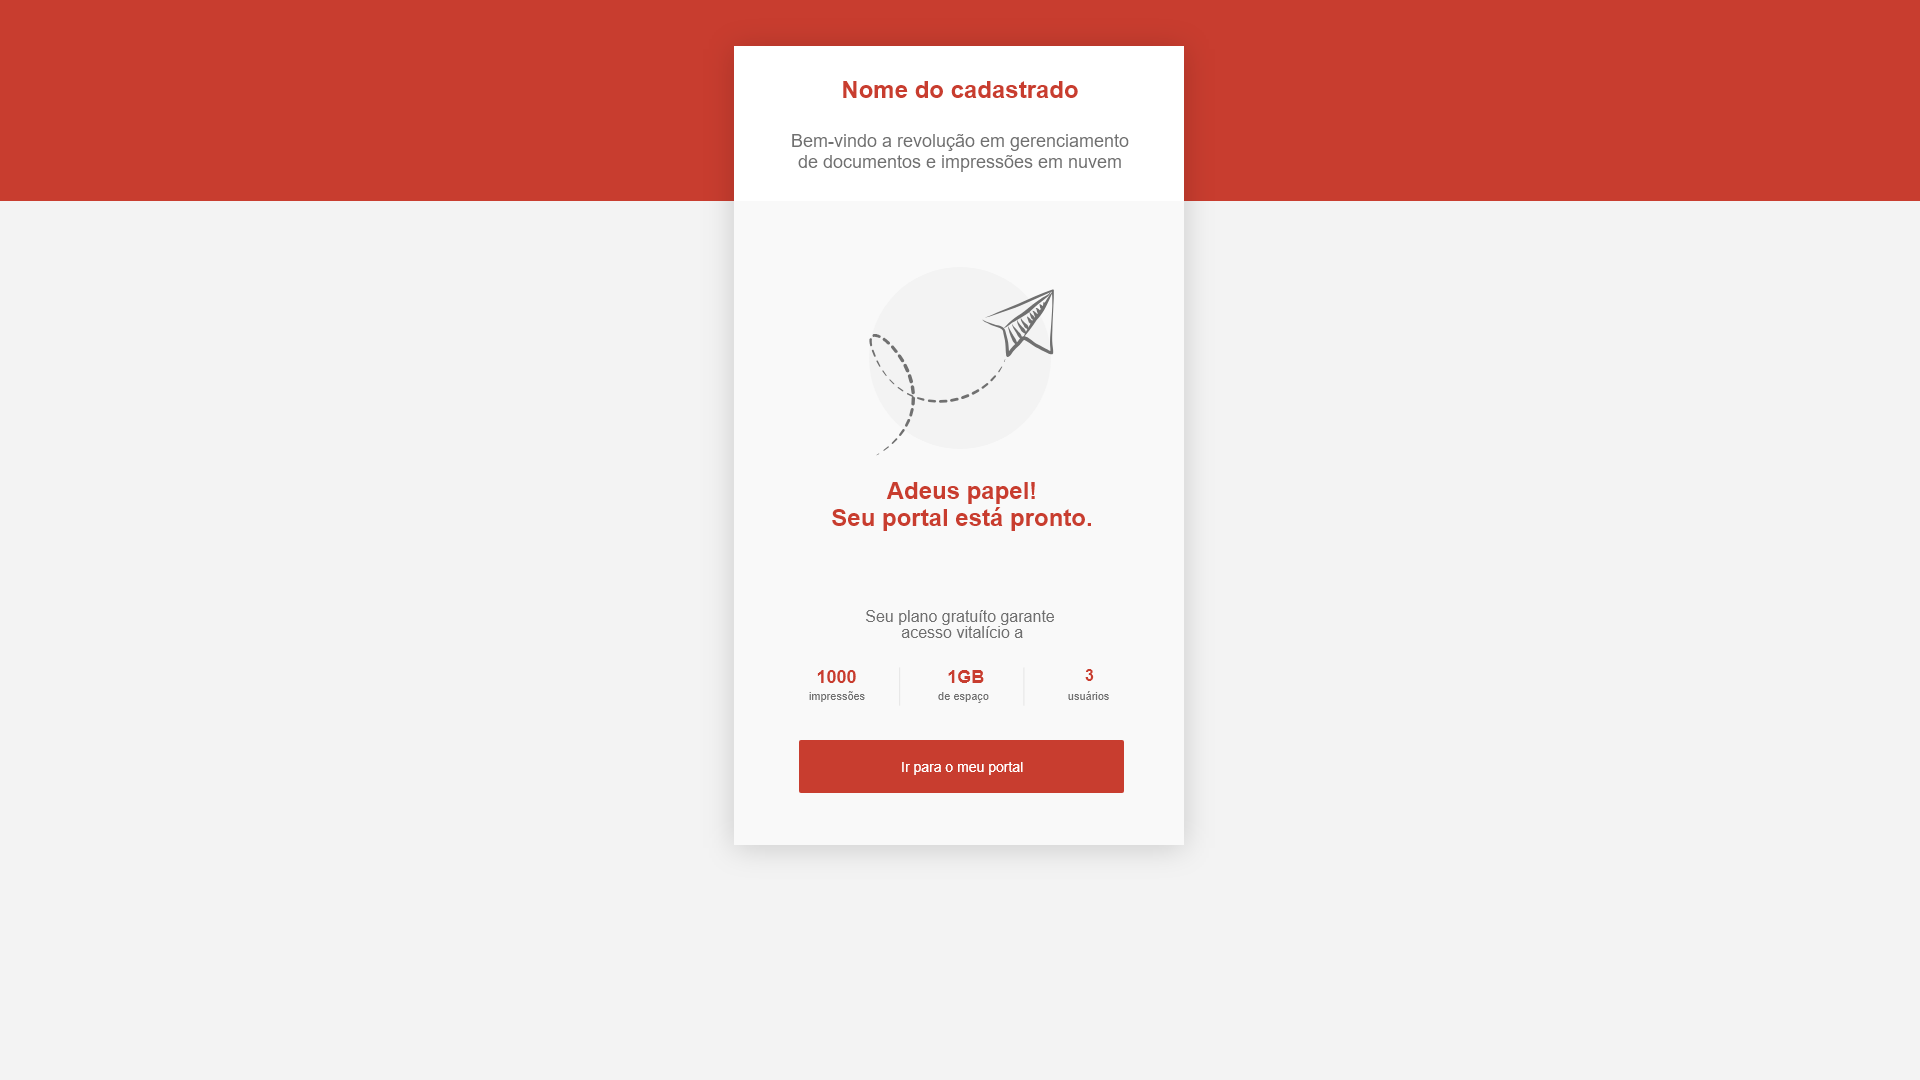 Nome do cadastrado
Bem-vindo a revolução em gerenciamento
de documentos e impressões em nuvem
Adeus papel!
Seu portal está pronto.
Seu plano gratuíto garante
acesso vitalício a
1000 1GB 3
impressões de espaço usuários
Ir para o meu portal